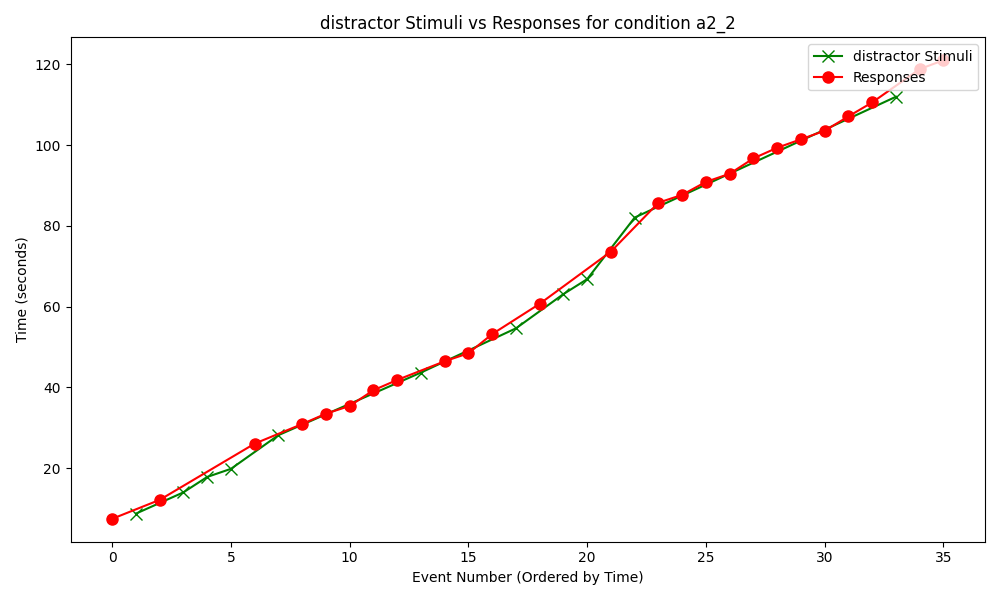 distractor Stimuli vs Responses for condition a2_2
distractor Stimuli
Responses
Time (seconds)
120
100
80
60
40
20
0
5
10
15
20
25
30
35
Event Number (Ordered by Time)